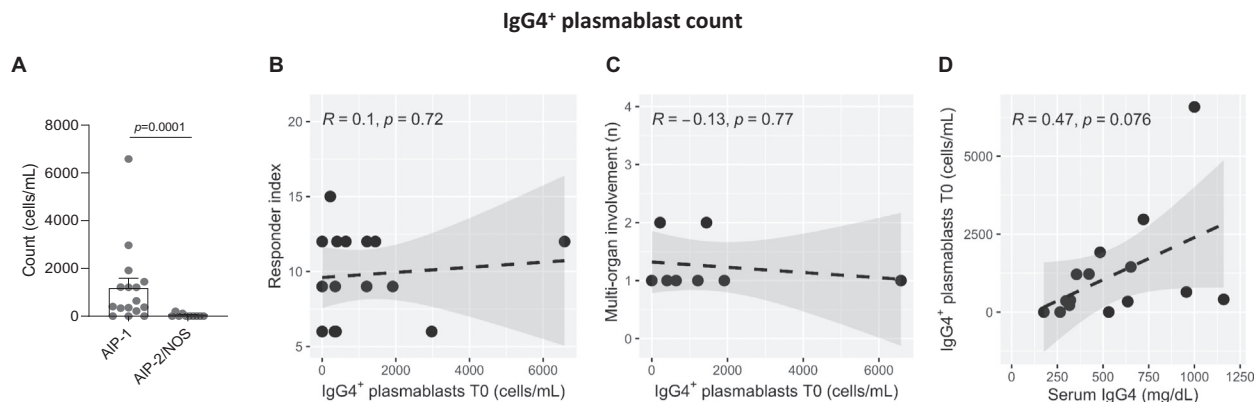 IgG4⁺ plasmablast count
A
Count (cells/mL)
8000
6000
4000
2000
0
p=0.0001
AIP-1
AIP-2/NOS
B
Responder index
20
15
10
5
R = 0.1, p = 0.72
0
2000
4000
6000
IgG4⁺ plasmablasts T0 (cells/mL)
C
Multi-organ involvement (n)
4
3
2
1
0
R = −0.13, p = 0.77
0
2000
4000
6000
IgG4⁺ plasmablasts T0 (cells/mL)
D
IgG4⁺ plasmablasts T0 (cells/mL)
5000
2500
0
R = 0.47, p = 0.076
0
250
500
750
1000
1250
Serum IgG4 (mg/dL)